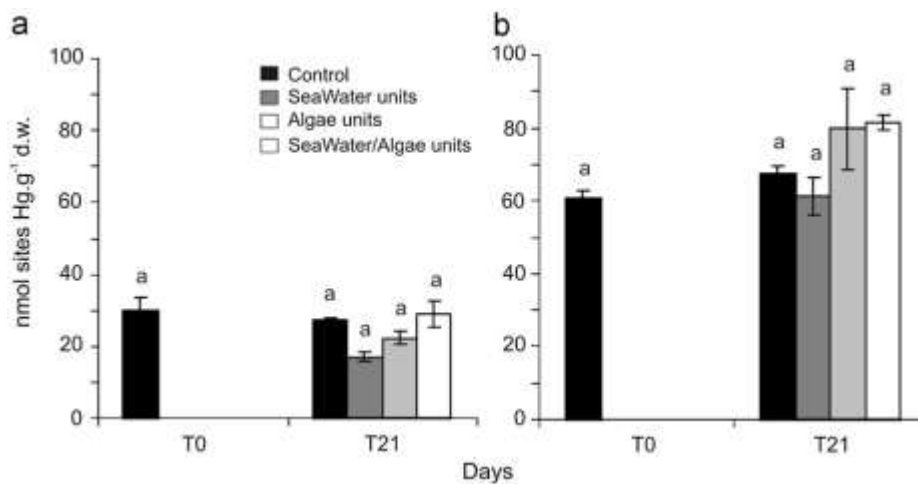 a
100
80
60
40
20
0
nmol sites Hg.g⁻¹ d.w.
Control
SeaWater units
Algae units
SeaWater/Algae units
a
a
a
a
a
T0
T21
b
100
80
60
40
20
0
a
a
a
a
a
T0
T21
Days